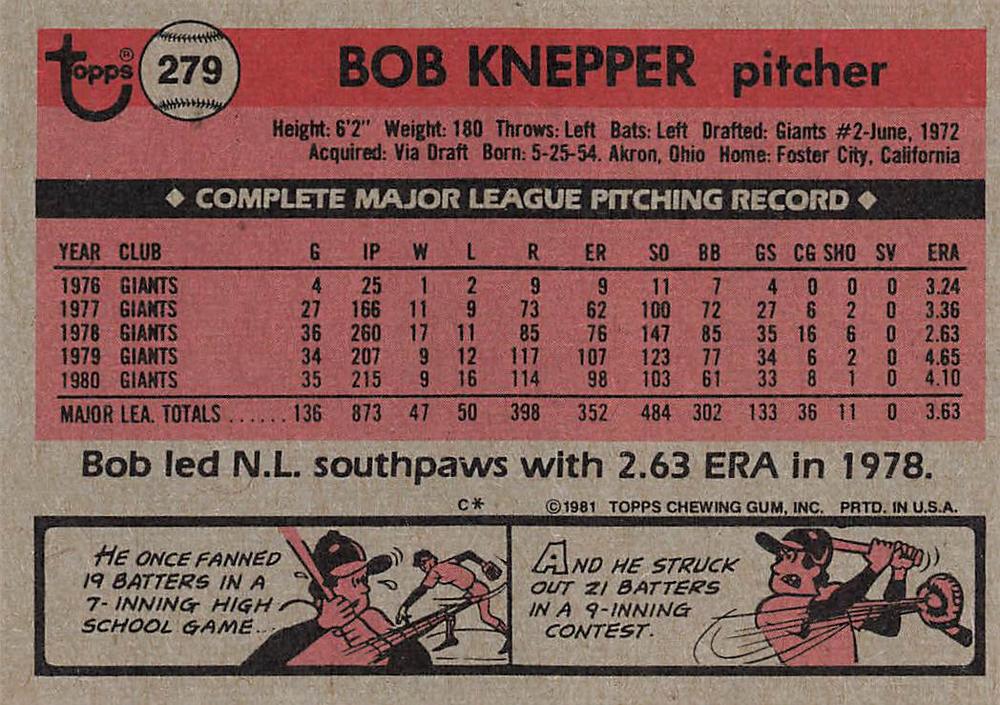 Topps®
279
BOB KNEPPER pitcher
Height: 6'2" Weight: 180 Throws: Left Bats: Left Drafted: Giants #2-June, 1972
Acquired: Via Draft Born: 5-25-54. Akron, Ohio Home: Foster City, California
◆ COMPLETE MAJOR LEAGUE PITCHING RECORD ◆
YEAR CLUB G IP W L R ER SO BB GS CG SHO SV ERA
1976 GIANTS 4 25 1 2 9 9 11 7 4 0 0 0 3.24
1977 GIANTS 27 166 11 9 73 62 100 72 27 6 2 0 3.36
1978 GIANTS 36 260 17 11 85 76 147 85 35 16 6 0 2.63
1979 GIANTS 34 207 9 12 117 107 123 77 34 6 2 0 4.65
1980 GIANTS 35 215 9 16 114 98 103 61 33 8 1 0 4.10
MAJOR LEA. TOTALS ...... 136 873 47 50 398 352 484 302 133 36 11 0 3.63
Bob led N.L. southpaws with 2.63 ERA in 1978.
C* ©1981 TOPPS CHEWING GUM, INC. PRTD. IN U.S.A.
HE ONCE FANNED
19 BATTERS IN A
7-INNING HIGH
SCHOOL GAME...
AND HE STRUCK
OUT 21 BATTERS
IN A 9-INNING
CONTEST.